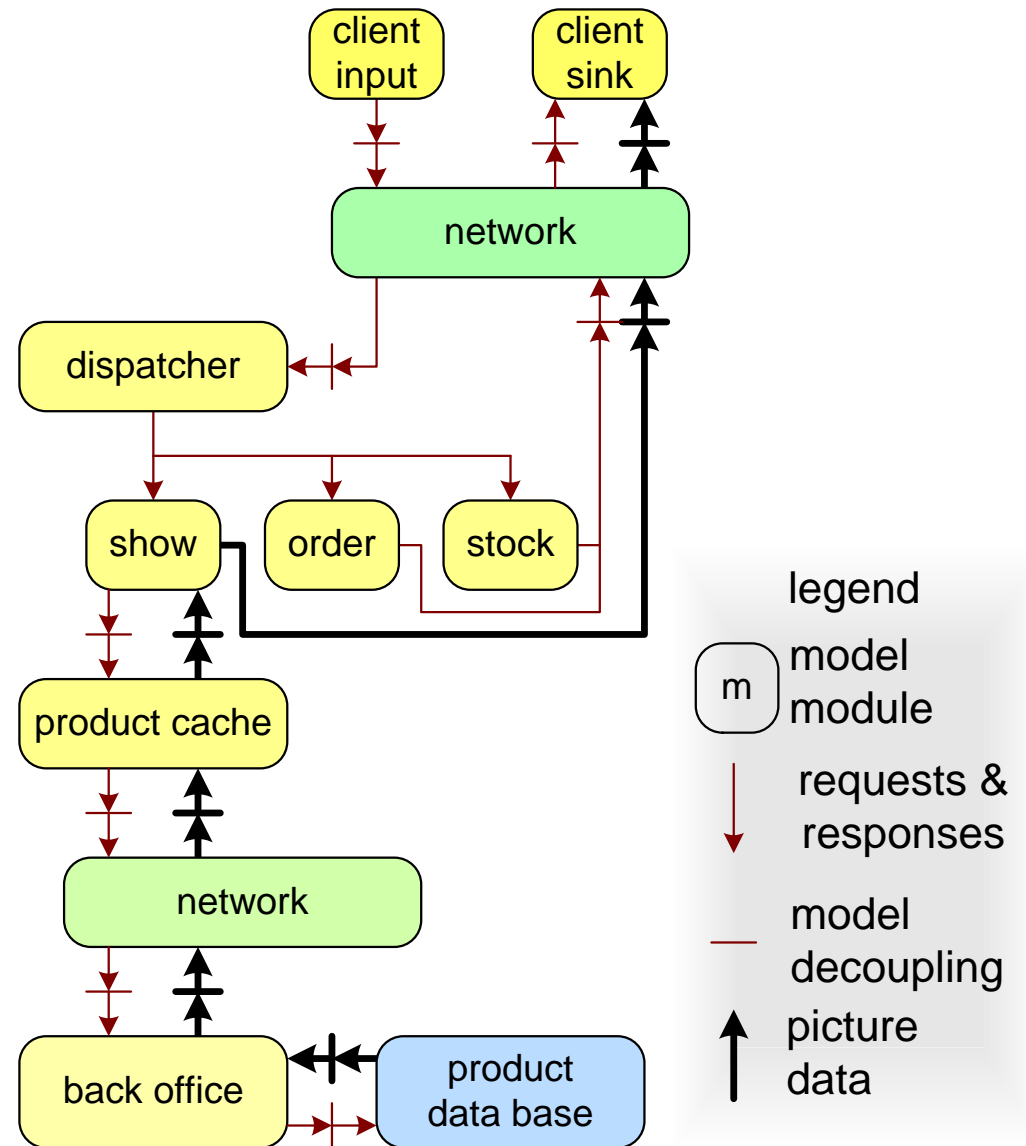 client
input
client
sink
network
dispatcher
show
order
stock
product cache
network
back office
product
data base
legend
m
model
module
requests &
responses
model
decoupling
picture
data